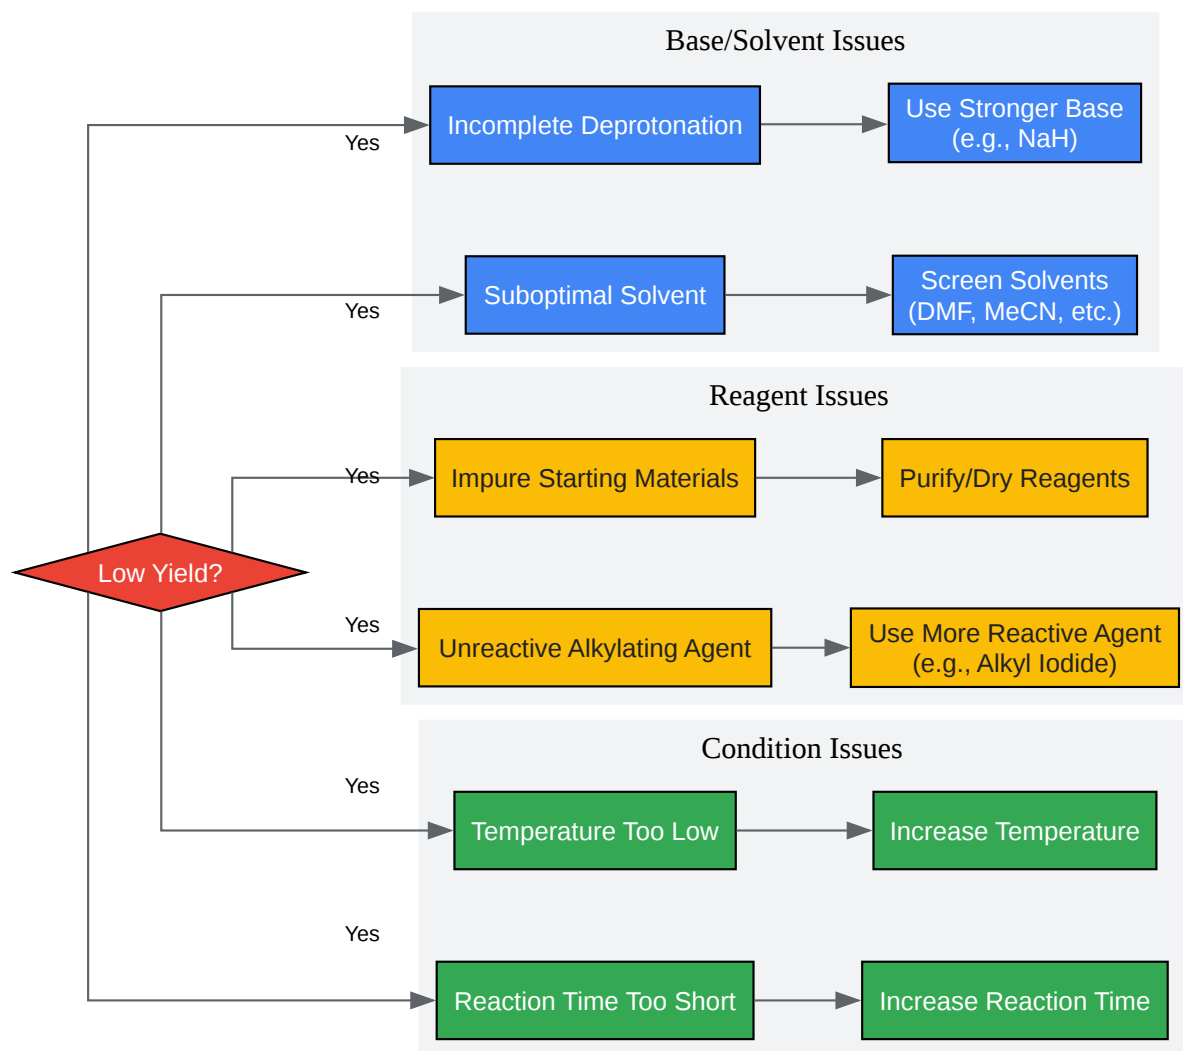 Base/Solvent Issues
Yes
Incomplete Deprotonation
Use Stronger Base
(e.g., NaH)
Yes
Suboptimal Solvent
Screen Solvents
(DMF, MeCN, etc.)
Reagent Issues
Yes
Impure Starting Materials
Purify/Dry Reagents
Low Yield?
Yes
Unreactive Alkylating Agent
Use More Reactive Agent
(e.g., Alkyl Iodide)
Condition Issues
Yes
Temperature Too Low
Increase Temperature
Yes
Reaction Time Too Short
Increase Reaction Time